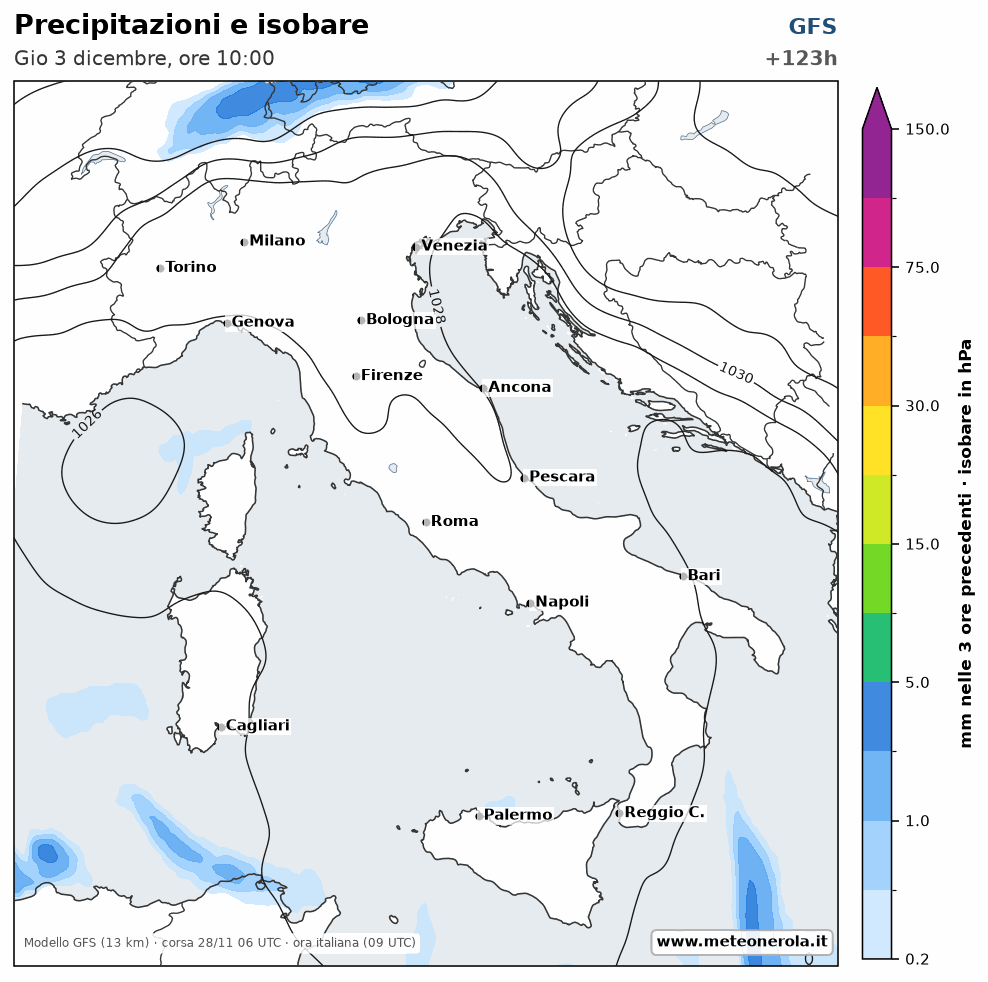 Precipitazioni e isobare
GFS
Gio 3 dicembre, ore 10:00
+123h
150.0
75.0
30.0
15.0
5.0
1.0
0.2
mm nelle 3 ore precedenti · isobare in hPa
Milano
Venezia
Torino
1028
Genova
Bologna
1030
Firenze
Ancona
1026
Pescara
Roma
Bari
Napoli
Cagliari
Palermo
Reggio C.
Modello GFS (13 km) · corsa 28/11 06 UTC · ora italiana (09 UTC)
www.meteonerola.it